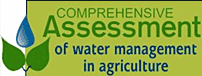 COMPREHENSIVE
Assessment
of water management
in agriculture